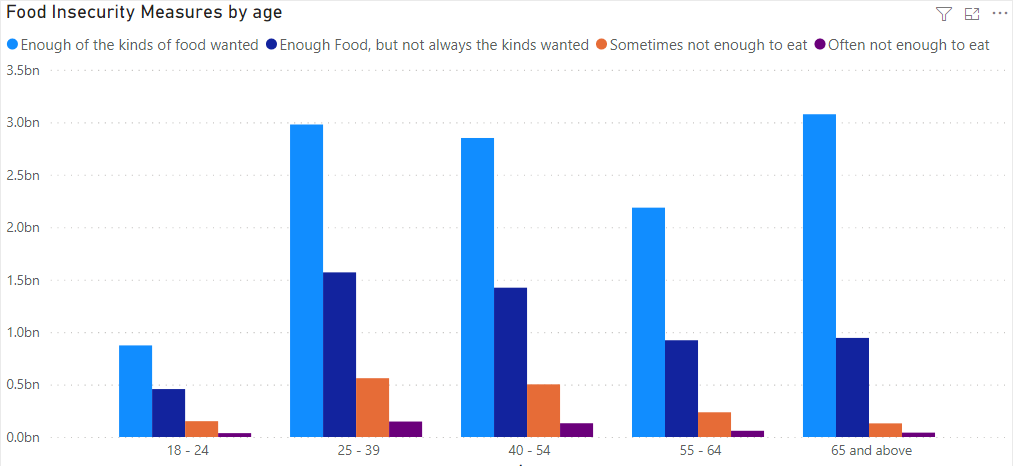 Food Insecurity Measures by age
Enough of the kinds of food wanted Enough Food, but not always the kinds wanted Sometimes not enough to eat Often not enough to eat
3.5bn
3.0bn
2.5bn
2.0bn
1.5bn
1.0bn
0.5bn
0.0bn
18 - 24 25 - 39 40 - 54 55 - 64 65 and above